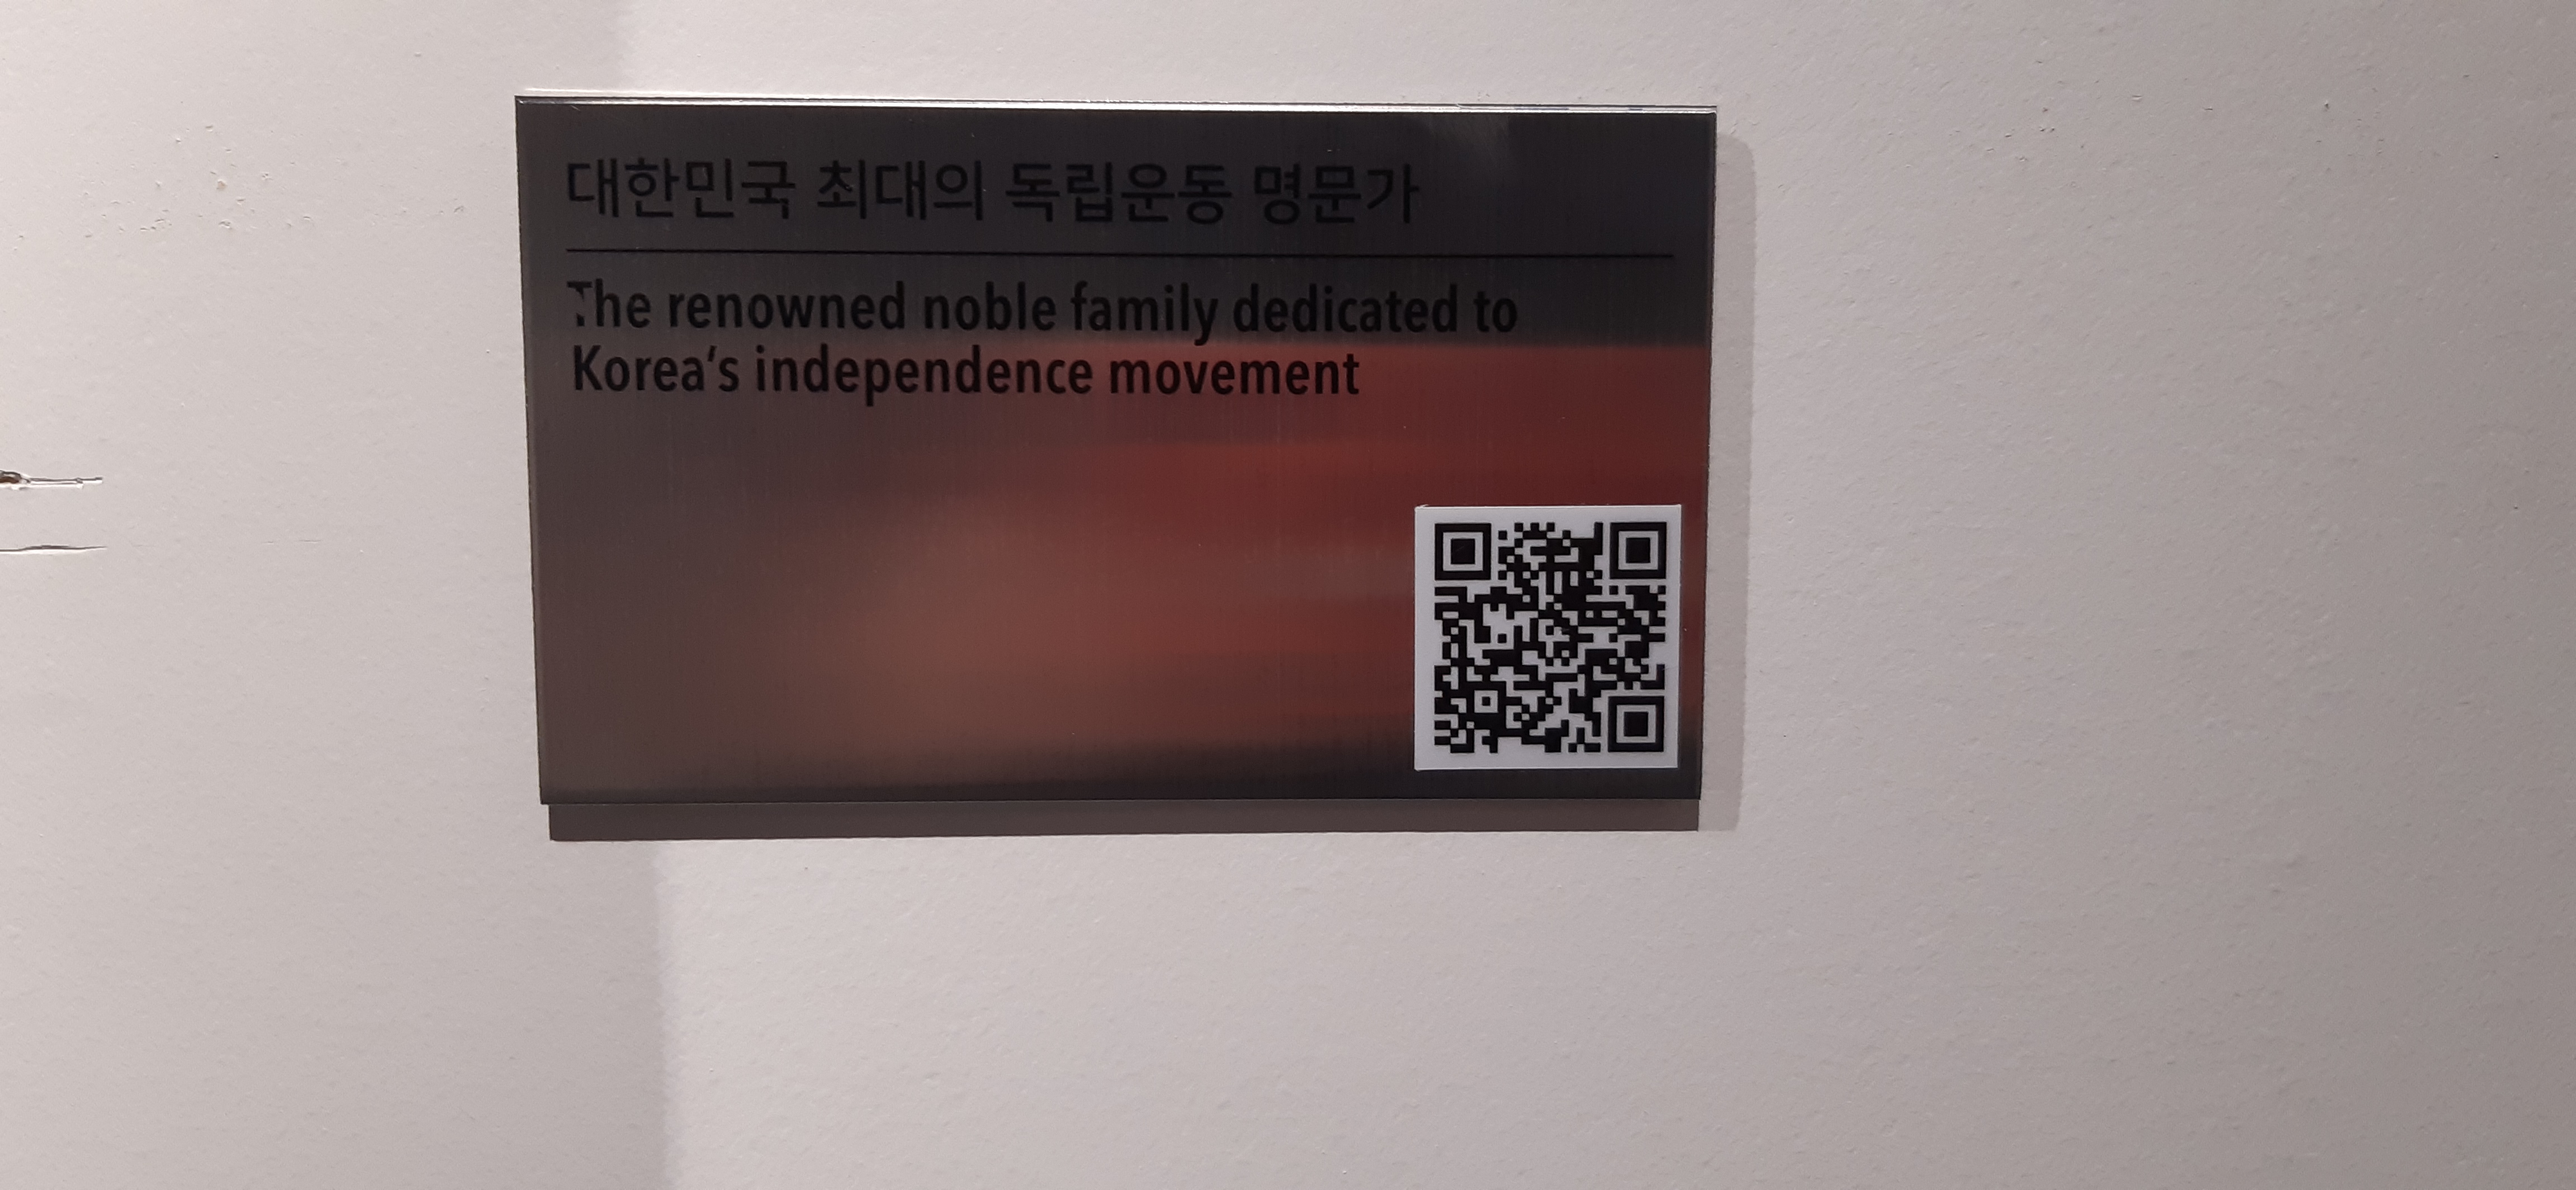 대한민국 최대의 독립운동 명문가
The renowned noble family dedicated to
Korea's independence movement